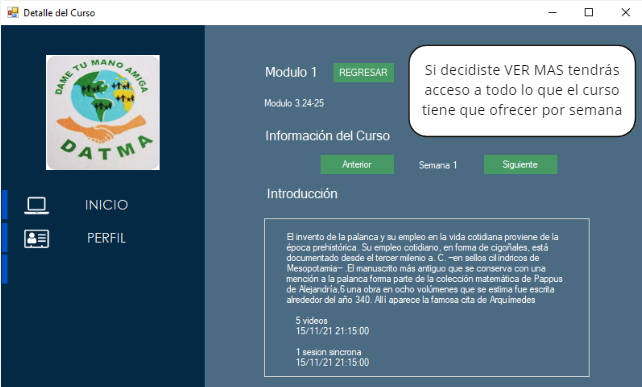 Detalle del Curso
DAME TU MANO AMIGA
DATMA
INICIO
PERFIL
Modulo 1
REGRESAR
Modulo 3.24-25
Si decidiste VER MAS tendrás
acceso a todo lo que el curso
tiene que ofrecer por semana
Información del Curso
Anterior
Semana 1
Siguiente
Introducción
El invento de la palanca y su empleo en la vida cotidiana proviene de la
época prehistórica. Su empleo cotidiano, en forma de cigoñales, está
documentado desde el tercer milenio a. C. –en sellos cilíndricos de
Mesopotamia– .El manuscrito más antiguo que se conserva con una
mención a la palanca forma parte de la colección matemática de Pappus
de Alejandría,6 una obra en ocho volúmenes que se estima fue escrita
alrededor del año 340. Allí aparece la famosa cita de Arquímedes
5 videos
15/11/21 21:15:00
1 sesion sincrona
15/11/21 21:15:00